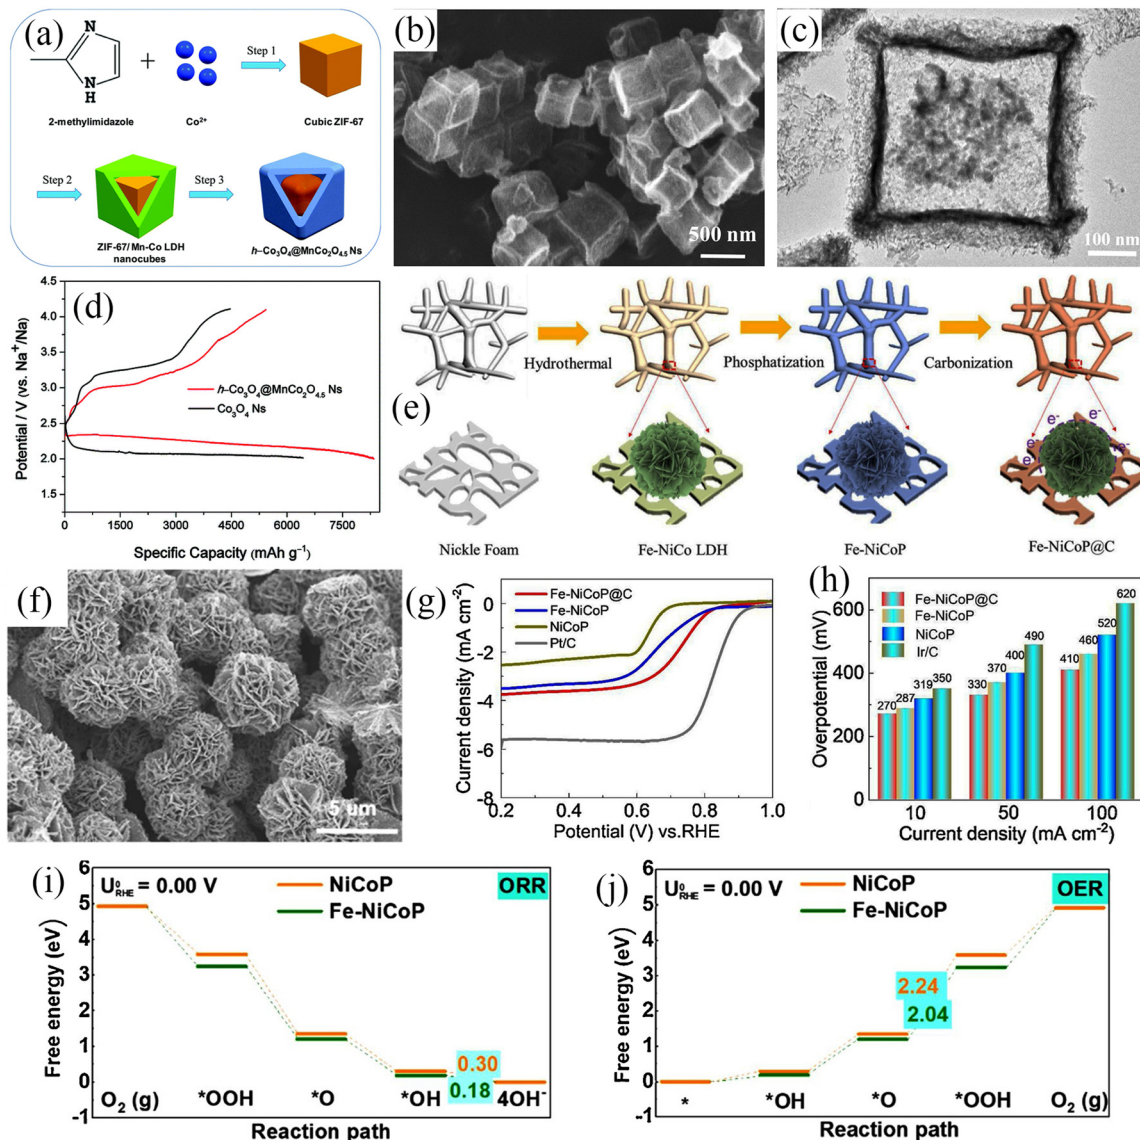 (a)
N
N
H
+
Step 1
2-methylimidazole
Co2+
Cubic ZIF-67
Step 2
Step 3
ZIF-67/ Mn-Co LDH
nanocubes
h–Co3O4@MnCo2O4.5 Ns
(b)
500 nm
(c)
100 nm
(d)
Potential / V (vs. Na+/Na)
4.5
4.0
3.5
3.0
2.5
2.0
1.5
h–Co3O4@MnCo2O4.5 Ns
Co3O4 Ns
0 1500 3000 4500 6000 7500
Specific Capacity (mAh g–1)
(e)
Hydrothermal
Phosphatization
Carbonization
e-
e-
e-
e-
e-
Nickle Foam
Fe-NiCo LDH
Fe-NiCoP
Fe-NiCoP@C
(f)
5 um
(g)
Current density (mA cm-2)
0
-2
-4
-6
-8
Fe-NiCoP@C
Fe-NiCoP
NiCoP
Pt/C
0.2 0.4 0.6 0.8 1.0
Potential (V) vs.RHE
(h)
Overpotential (mV)
600
400
200
0
Fe-NiCoP@C
Fe-NiCoP
NiCoP
Ir/C
270 287 319 350
330 370 400 490
410 460 520 620
10 50 100
Current density (mA cm-2)
(i)
Free energy (eV)
6
5
4
3
2
1
0
-1
U0RHE = 0.00 V
NiCoP
Fe-NiCoP
ORR
0.30
0.18
O2 (g) *OOH *O *OH 4OH-
Reaction path
(j)
Free energy (eV)
6
5
4
3
2
1
0
-1
U0RHE = 0.00 V
NiCoP
Fe-NiCoP
OER
2.24
2.04
* *OH *O *OOH O2 (g)
Reaction path